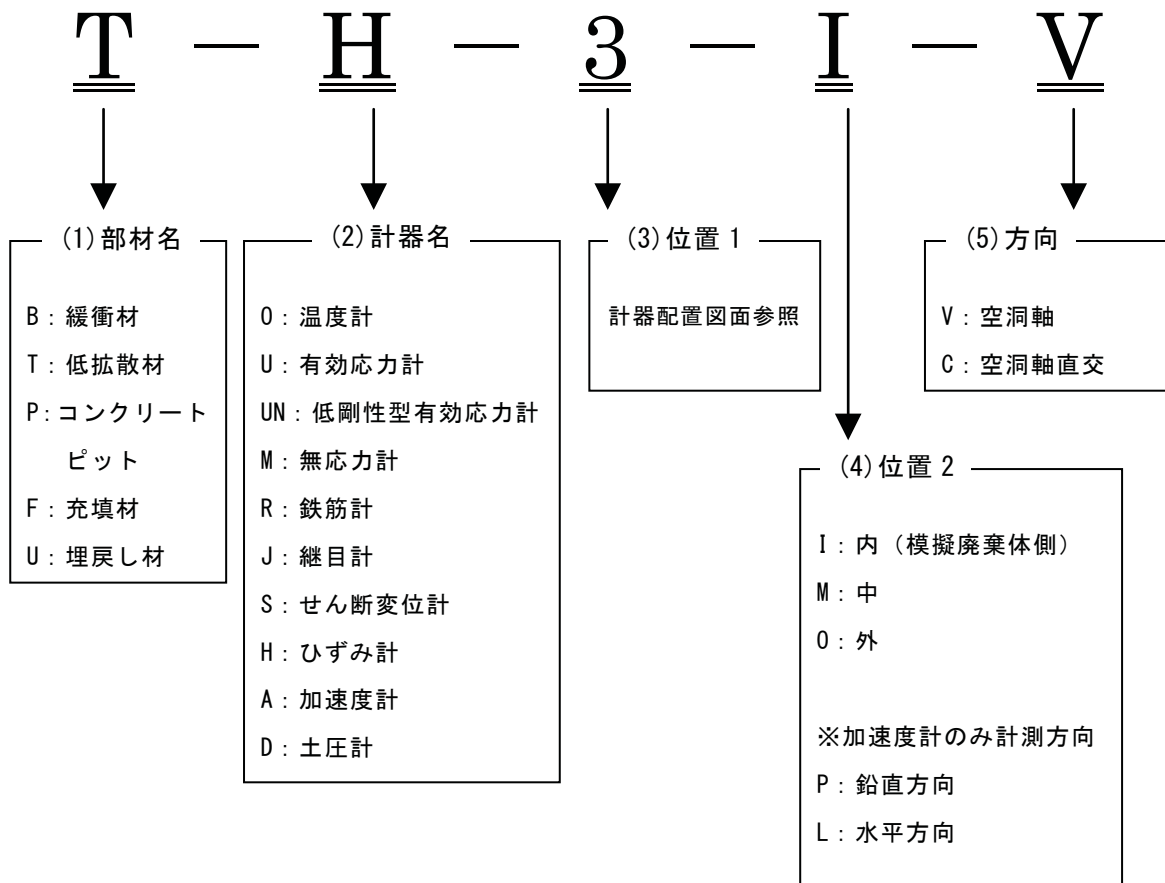 T — H — 3 — I — V
(1)部材名
B：緩衝材
T：低拡散材
P：コンクリート
ピット
F：充填材
U：埋戻し材
(2)計器名
O：温度計
U：有効応力計
UN：低剛性型有効応力計
M：無応力計
R：鉄筋計
J：継目計
S：せん断変位計
H：ひずみ計
A：加速度計
D：土圧計
(3)位置1
計器配置図面参照
(5)方向
V：空洞軸
C：空洞軸直交
(4)位置2
I：内（模擬廃棄体側）
M：中
O：外
※加速度計のみ計測方向
P：鉛直方向
L：水平方向